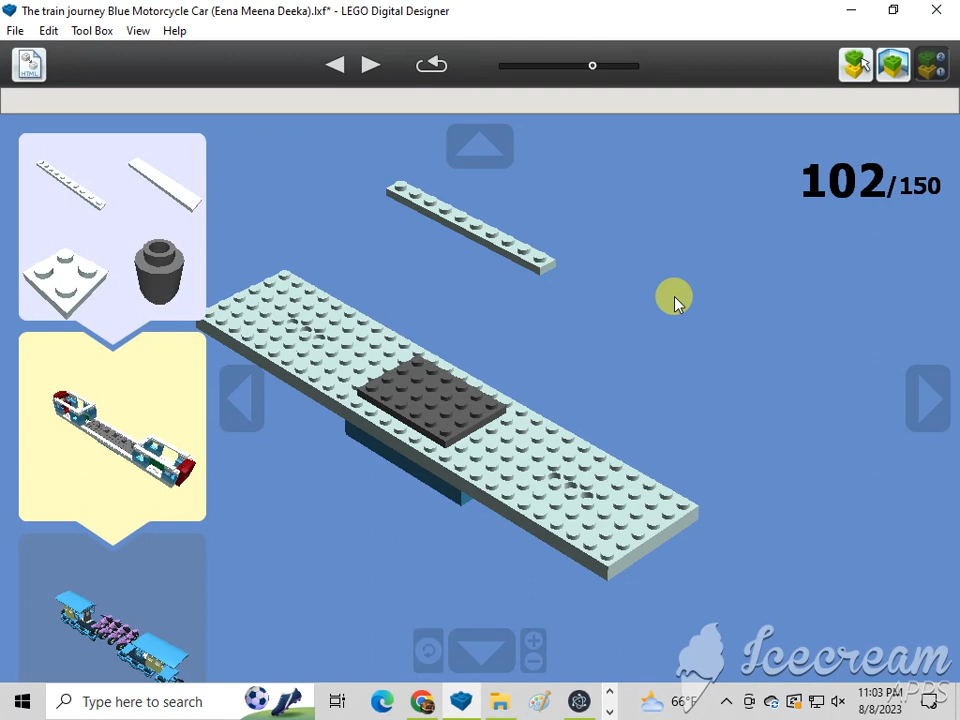 The train journey Blue Motorcycle Car (Eena Meena Deeka).lxf* - LEGO Digital Designer
File Edit Tool Box View Help
HTML
102/150
Icecream
APPS
Type here to search
66°F
11:03 PM
8/8/2023